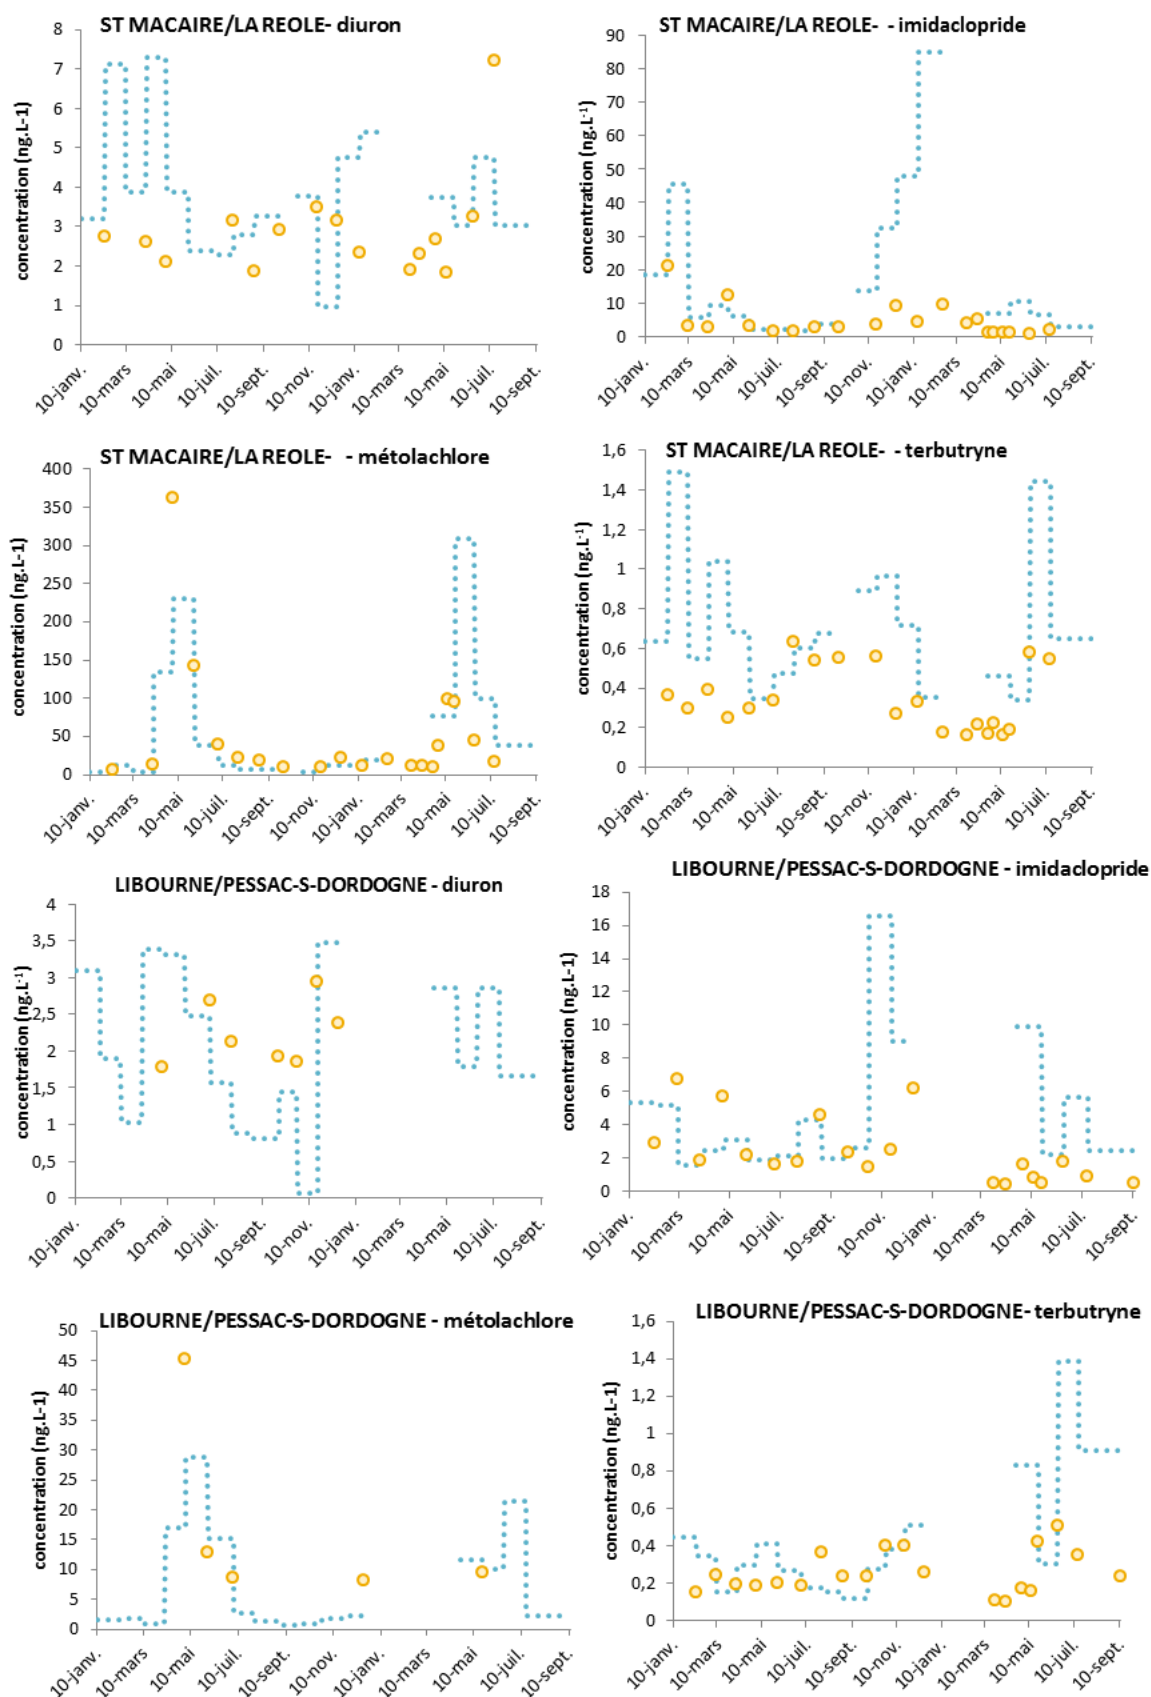 ST MACAIRE/LA REOLE- diuron
concentration (ng.L-1)
8
7
6
5
4
3
2
1
0
10-janv.
10-mars
10-mai
10-juil.
10-sept.
10-nov.
10-janv.
10-mars
10-mai
10-juil.
10-sept.
ST MACAIRE/LA REOLE- - imidaclopride
concentration (ng.L-1)
90
80
70
60
50
40
30
20
10
0
10-janv.
10-mars
10-mai
10-juil.
10-sept.
10-nov.
10-janv.
10-mars
10-mai
10-juil.
10-sept.
ST MACAIRE/LA REOLE- - métolachlore
concentration (ng.L-1)
400
350
300
250
200
150
100
50
0
10-janv.
10-mars
10-mai
10-juil.
10-sept.
10-nov.
10-janv.
10-mars
10-mai
10-juil.
10-sept.
ST MACAIRE/LA REOLE- - terbutryne
concentration (ng.L-1)
1,6
1,4
1,2
1
0,8
0,6
0,4
0,2
0
10-janv.
10-mars
10-mai
10-juil.
10-sept.
10-nov.
10-janv.
10-mars
10-mai
10-juil.
10-sept.
LIBOURNE/PESSAC-S-DORDOGNE - diuron
concentration (ng.L-1)
4
3,5
3
2,5
2
1,5
1
0,5
0
10-janv.
10-mars
10-mai
10-juil.
10-sept.
10-nov.
10-janv.
10-mars
10-mai
10-juil.
10-sept.
LIBOURNE/PESSAC-S-DORDOGNE - imidaclopride
concentration (ng.L-1)
18
16
14
12
10
8
6
4
2
0
10-janv.
10-mars
10-mai
10-juil.
10-sept.
10-nov.
10-janv.
10-mars
10-mai
10-juil.
10-sept.
LIBOURNE/PESSAC-S-DORDOGNE - métolachlore
concentration (ng.L-1)
50
45
40
35
30
25
20
15
10
5
0
10-janv.
10-mars
10-mai
10-juil.
10-sept.
10-nov.
10-janv.
10-mars
10-mai
10-juil.
10-sept.
LIBOURNE/PESSAC-S-DORDOGNE- terbutryne
concentration (ng.L-1)
1,6
1,4
1,2
1
0,8
0,6
0,4
0,2
0
10-janv.
10-mars
10-mai
10-juil.
10-sept.
10-nov.
10-janv.
10-mars
10-mai
10-juil.
10-sept.